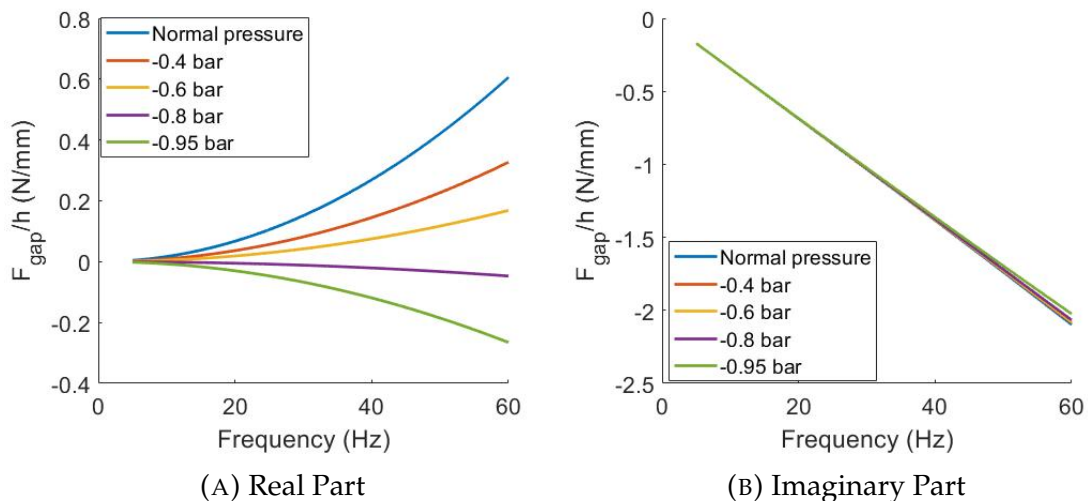 0.8
0.6
0.4
0.2
0
-0.2
-0.4
F_gap/h (N/mm)
Normal pressure
-0.4 bar
-0.6 bar
-0.8 bar
-0.95 bar
0 20 40 60
Frequency (Hz)
(A) Real Part
0
-0.5
-1
-1.5
-2
-2.5
F_gap/h (N/mm)
Normal pressure
-0.4 bar
-0.6 bar
-0.8 bar
-0.95 bar
0 20 40 60
Frequency (Hz)
(B) Imaginary Part